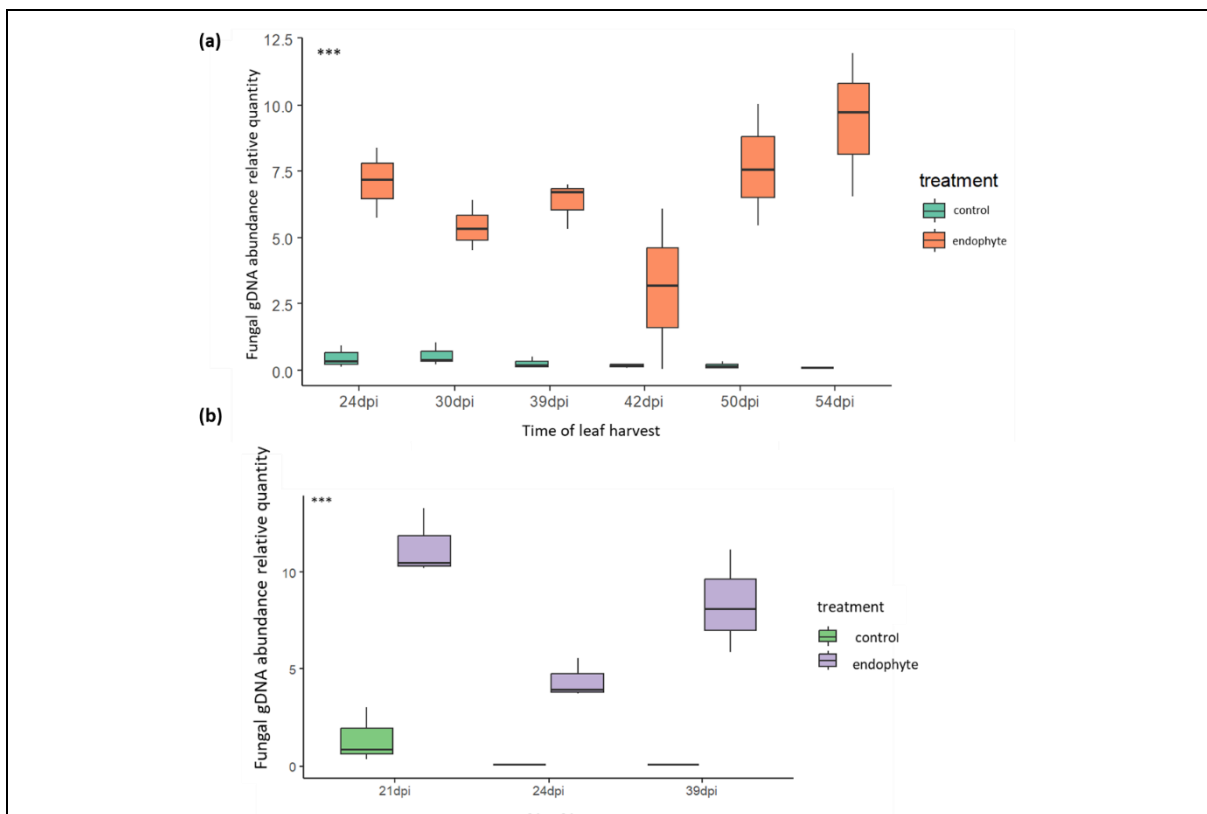 (a)
Fungal gDNA abundance relative quantity
12.5
10.0
7.5
5.0
2.5
0.0
***
24dpi 30dpi 39dpi 42dpi 50dpi 54dpi
Time of leaf harvest
treatment
control
endophyte
(b)
Fungal gDNA abundance relative quantity
10
5
0
***
21dpi 24dpi 39dpi
treatment
control
endophyte